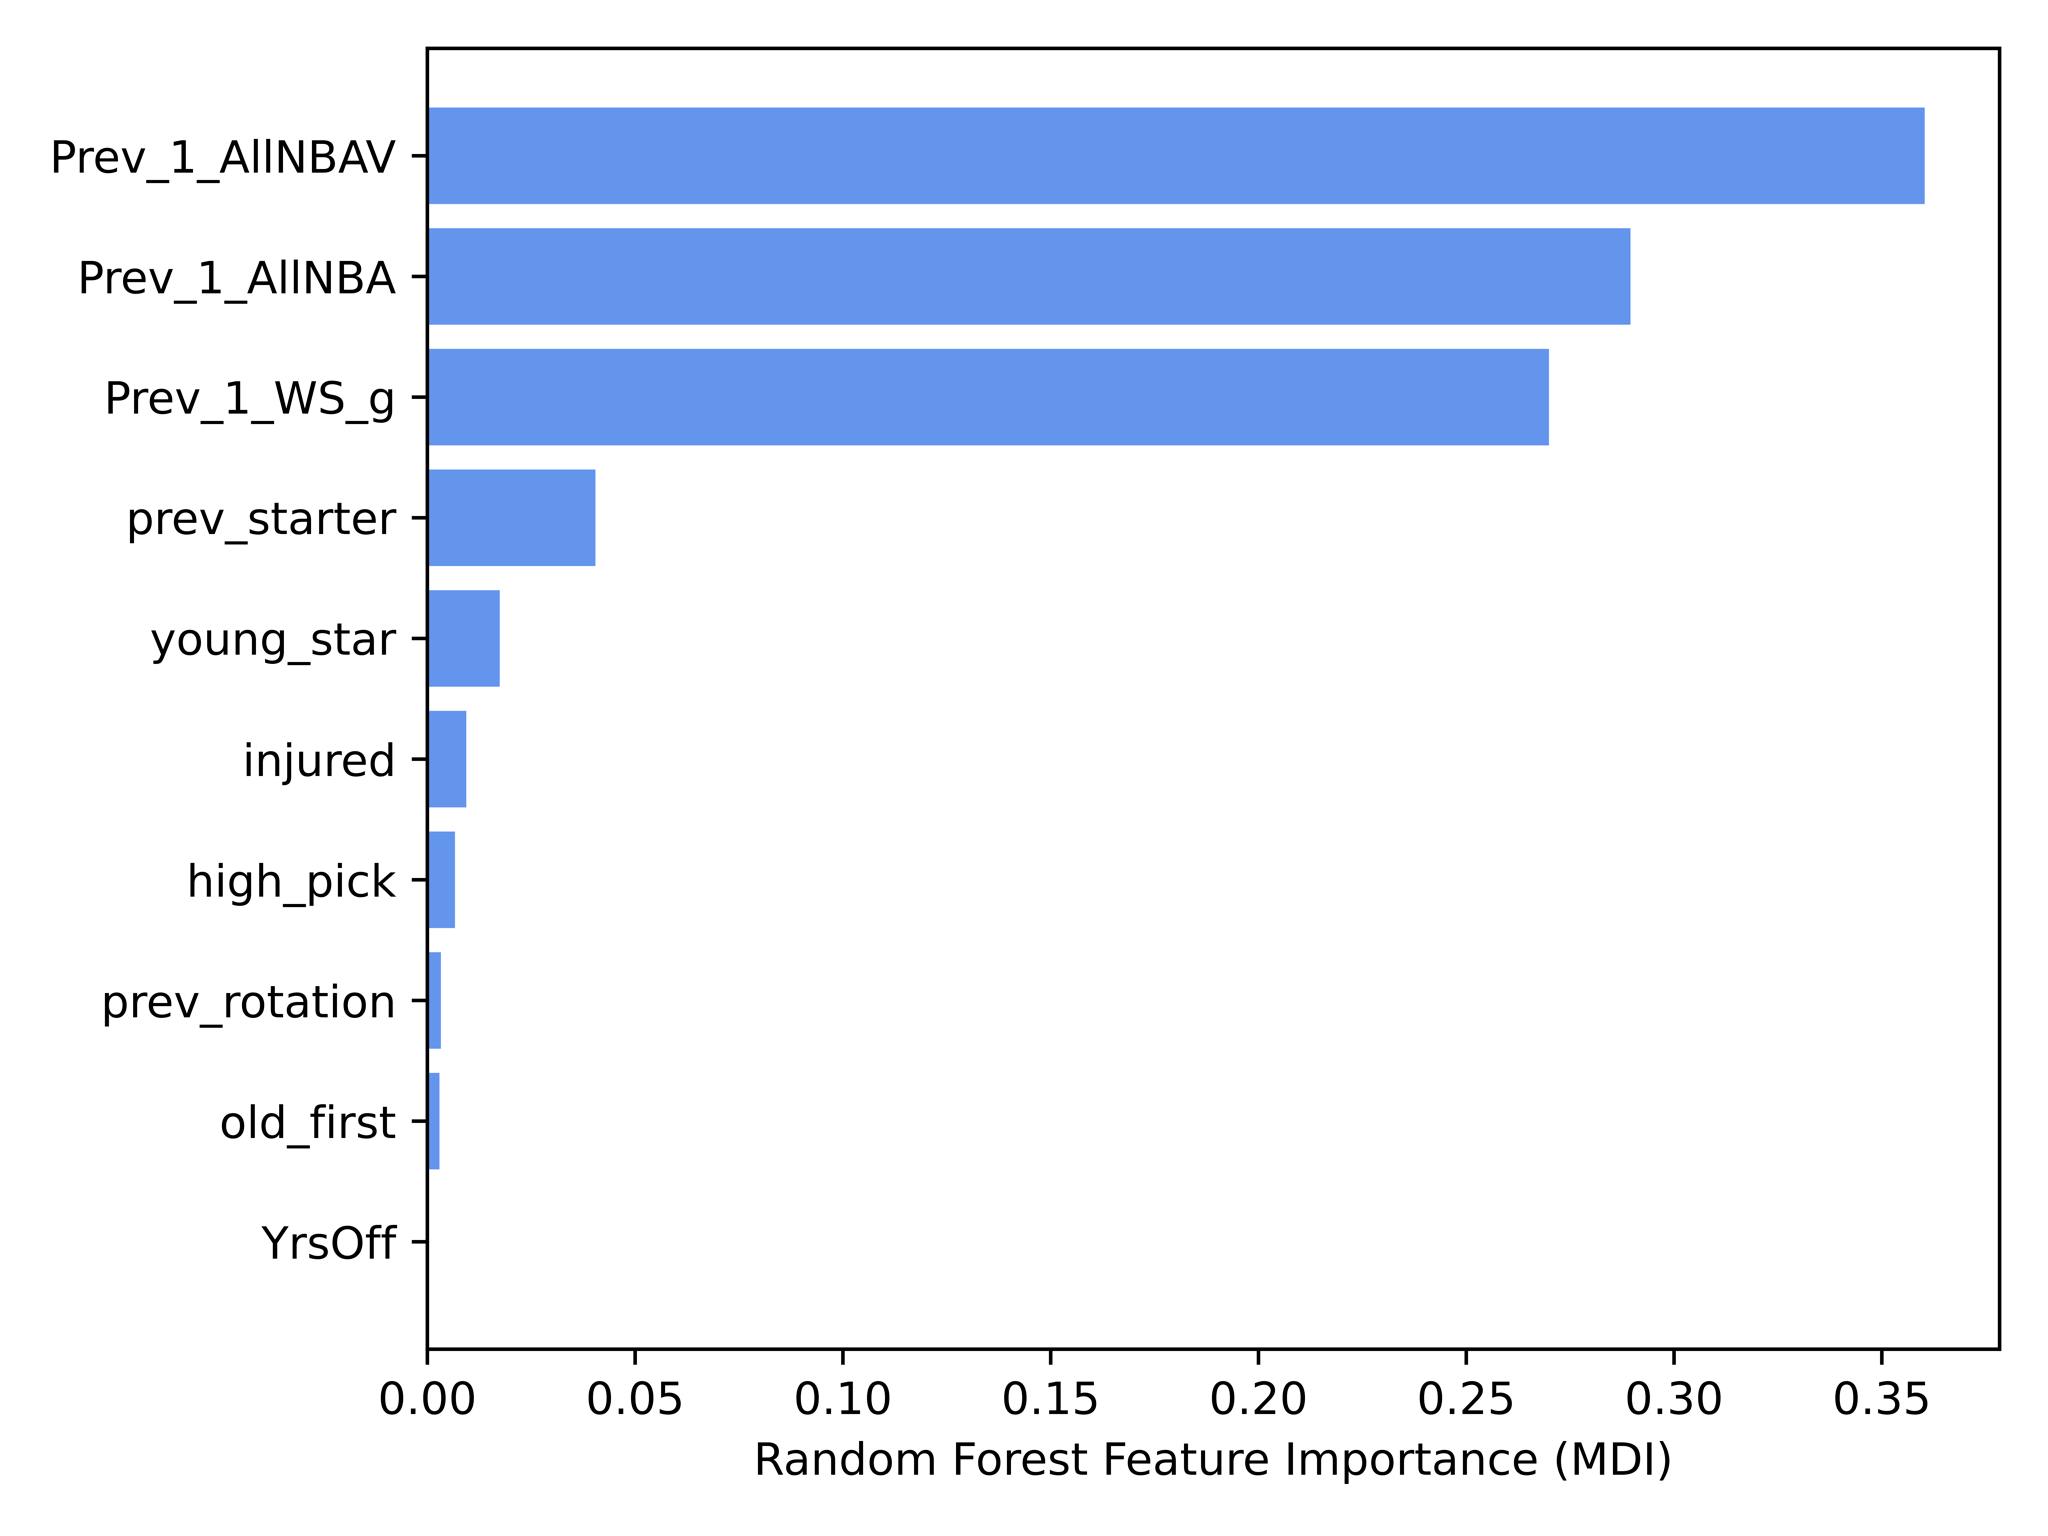 Prev_1_AllNBAV
Prev_1_AllNBA
Prev_1_WS_g
prev_starter
young_star
injured
high_pick
prev_rotation
old_first
YrsOff
0.00 0.05 0.10 0.15 0.20 0.25 0.30 0.35
Random Forest Feature Importance (MDI)